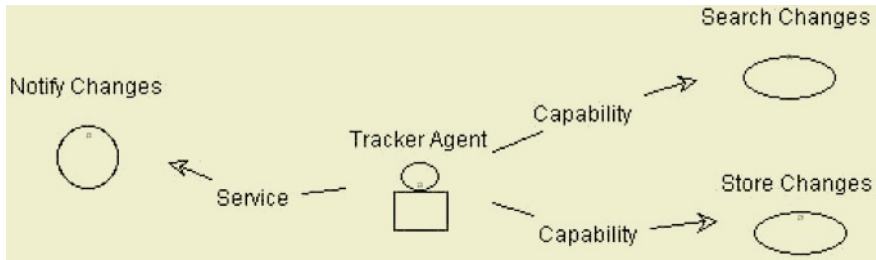 Search Changes
Notify Changes
Capability
Tracker Agent
Service
Store Changes
Capability